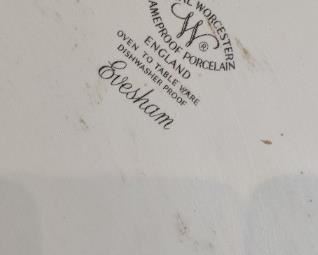 AL WORCESTER
W ®
AMEPROOF PORCELAIN
ENGLAND
OVEN TO TABLE WARE
DISHWASHER PROOF
Evesham